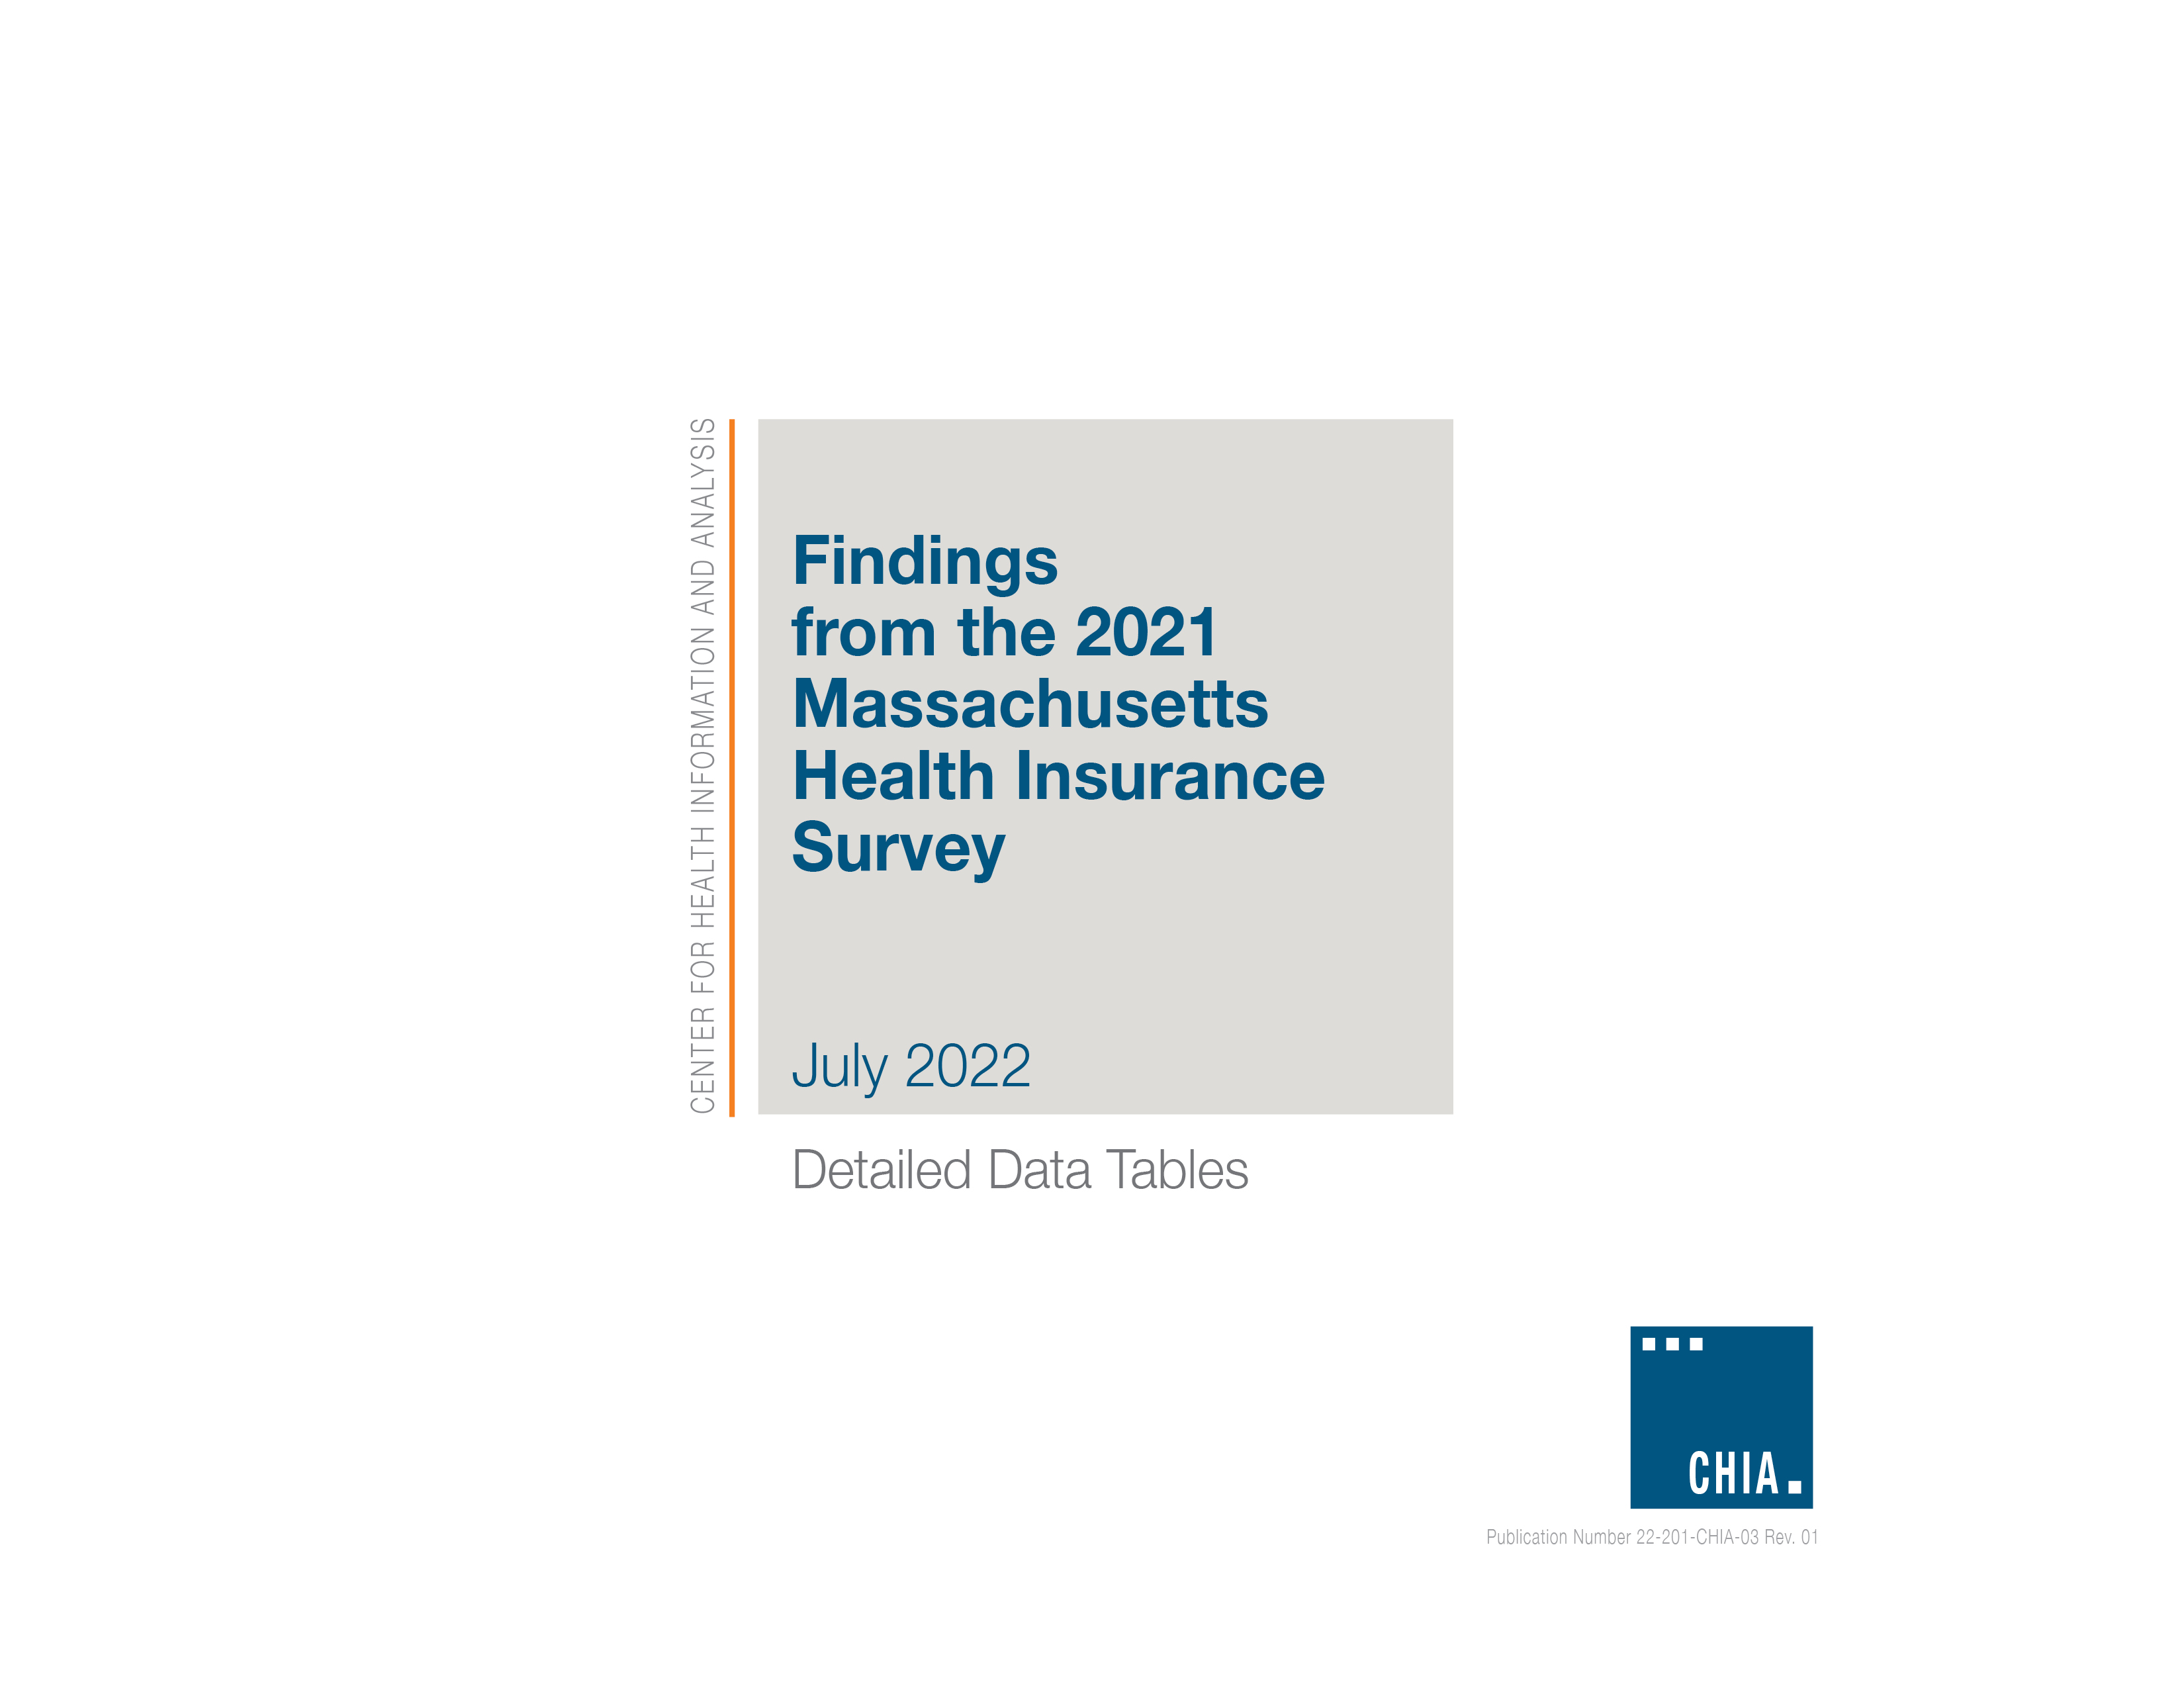 CENTER FOR HEALTH INFORMATION AND ANALYSIS
Findings
from the 2021
Massachusetts
Health Insurance
Survey
July 2022
Detailed Data Tables
CHIA.
Publication Number 22-201-CHIA-03 Rev. 01